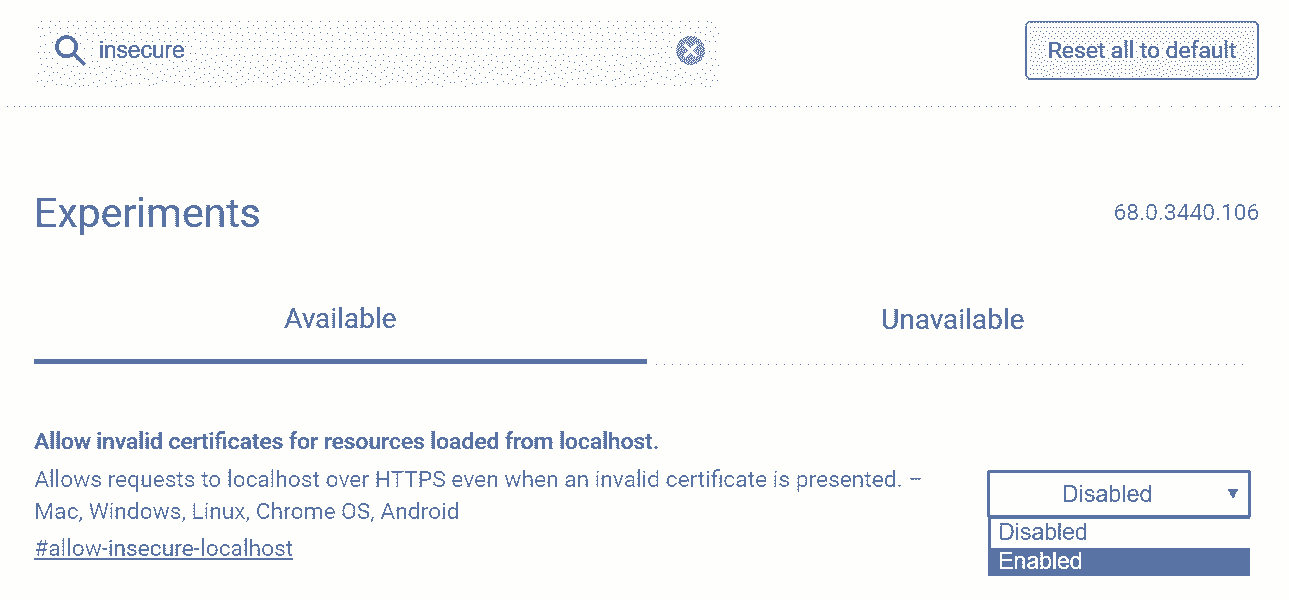 insecure
Reset all to default
Experiments
68.0.3440.106
Available
Unavailable
Allow invalid certificates for resources loaded from localhost.
Allows requests to localhost over HTTPS even when an invalid certificate is presented. –
Mac, Windows, Linux, Chrome OS, Android
#allow-insecure-localhost
Disabled
Disabled
Enabled